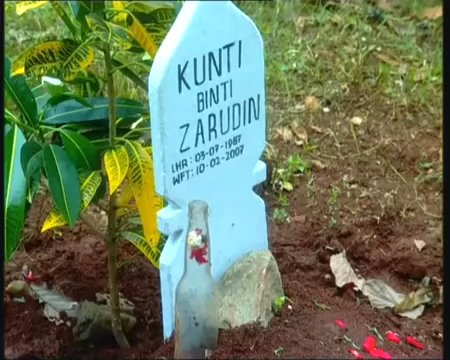 KUNTI
BINTI
ZARUDIN
LHR: 03-07-1987
WFT: 10-02-2007